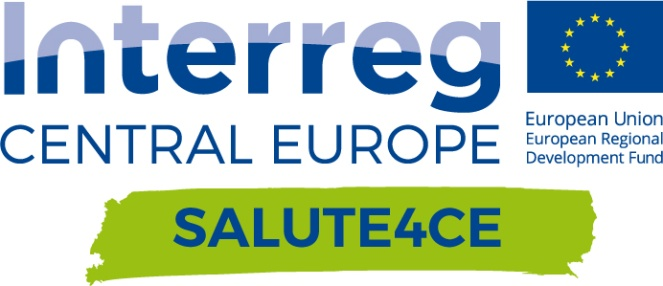 Interreg
CENTRAL EUROPE
European Union
European Regional
Development Fund
SALUTE4CE